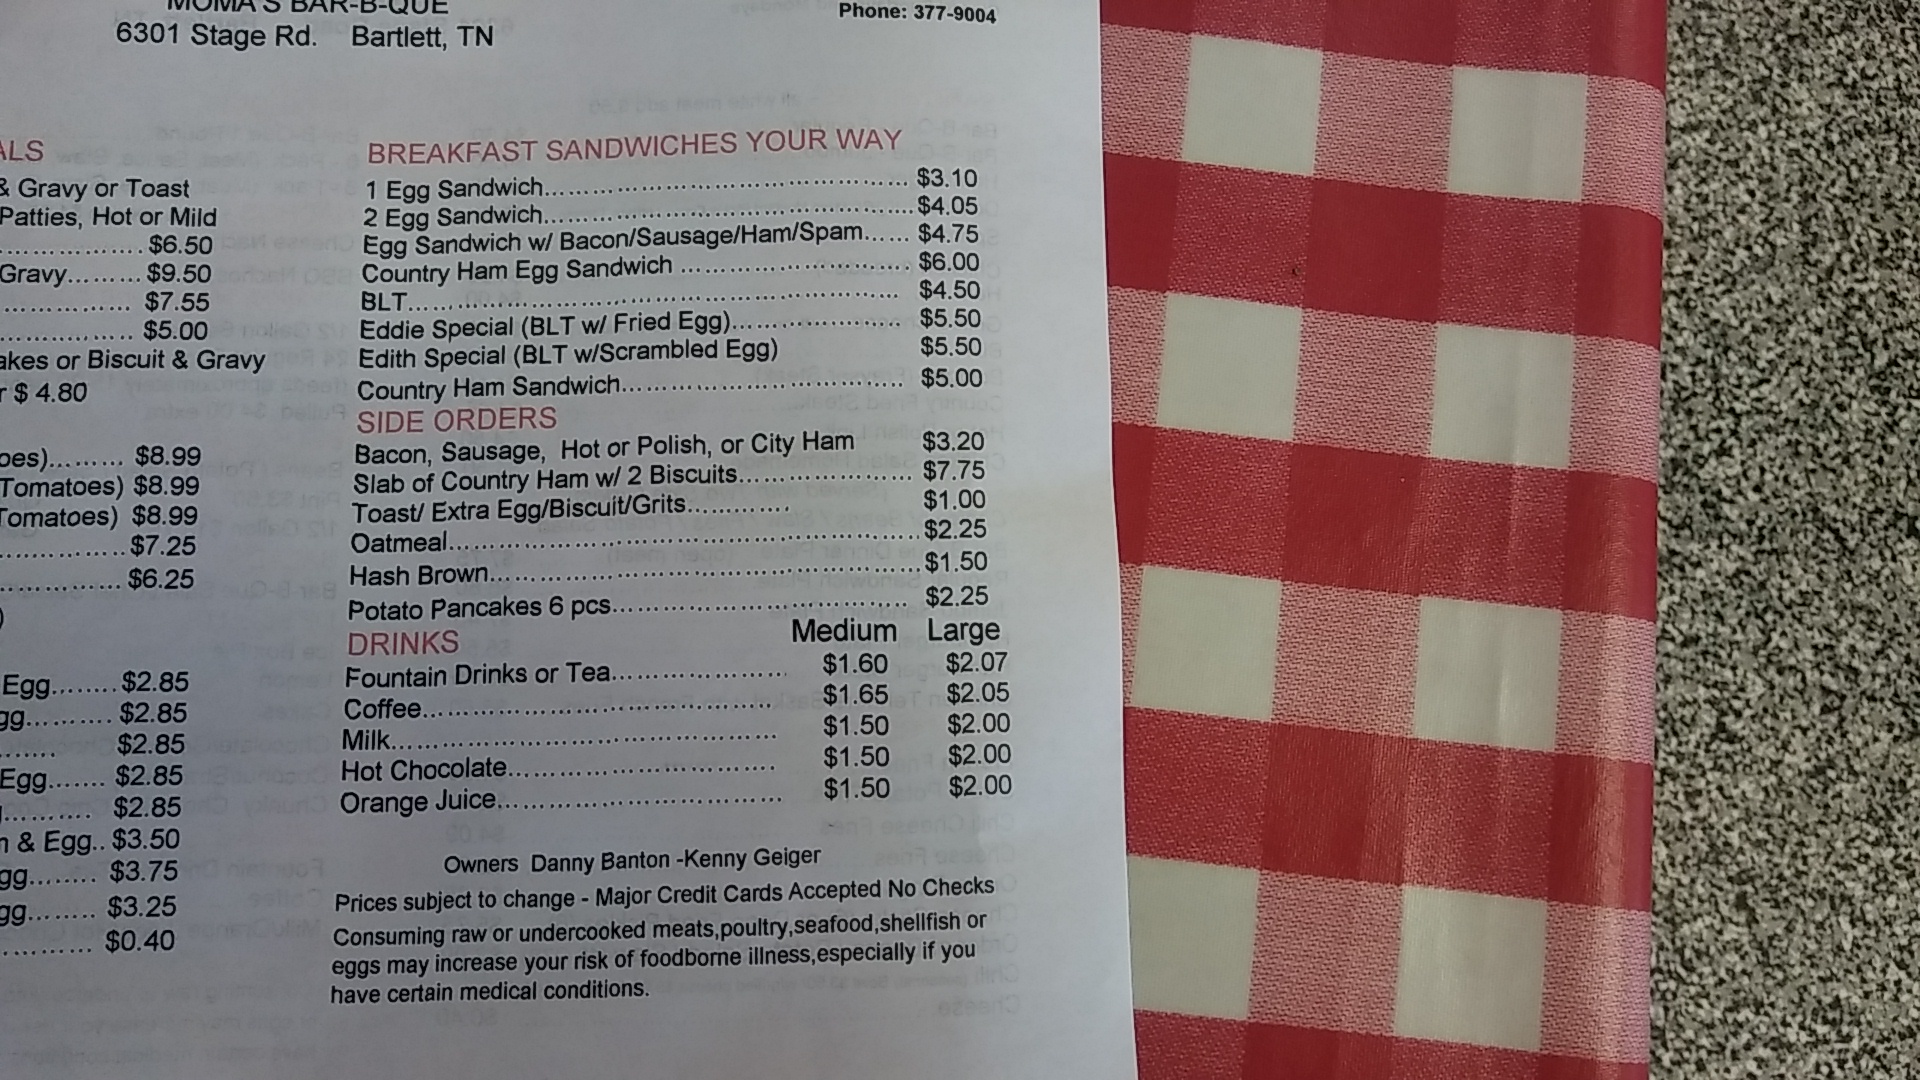 MOMA'S BAR-B-QUE
6301 Stage Rd. Bartlett, TN
Phone: 377-9004
ALS
& Gravy or Toast
Patties, Hot or Mild
.................. $6.50
Gravy......... $9.50
.................. $7.55
.................. $5.00
akes or Biscuit & Gravy
r $ 4.80
oes)........ $8.99
Tomatoes) $8.99
Tomatoes) $8.99
.................. $7.25
.................. $6.25
)
Egg........ $2.85
gg.......... $2.85
........ $2.85
Egg...... $2.85
.......... $2.85
n & Egg.. $3.50
gg........ $3.75
gg....... $3.25
.......... $0.40
BREAKFAST SANDWICHES YOUR WAY
1 Egg Sandwich.................. $3.10
2 Egg Sandwich.................. $4.05
Egg Sandwich w/ Bacon/Sausage/Ham/Spam...... $4.75
Country Ham Egg Sandwich .................. $6.00
BLT.................. $4.50
Eddie Special (BLT w/ Fried Egg).................. $5.50
Edith Special (BLT w/Scrambled Egg) $5.50
Country Ham Sandwich.................. $5.00
SIDE ORDERS
Bacon, Sausage, Hot or Polish, or City Ham $3.20
Slab of Country Ham w/ 2 Biscuits.................. $7.75
Toast/ Extra Egg/Biscuit/Grits............ $1.00
Oatmeal.................. $2.25
Hash Brown.................. $1.50
Potato Pancakes 6 pcs.................. $2.25
DRINKS Medium Large
Fountain Drinks or Tea.................. $1.60 $2.07
Coffee.................. $1.65 $2.05
Milk.................. $1.50 $2.00
Hot Chocolate.................. $1.50 $2.00
Orange Juice.................. $1.50 $2.00
Owners Danny Banton -Kenny Geiger
Prices subject to change - Major Credit Cards Accepted No Checks
Consuming raw or undercooked meats,poultry,seafood,shellfish or
eggs may increase your risk of foodborne illness,especially if you
have certain medical conditions.